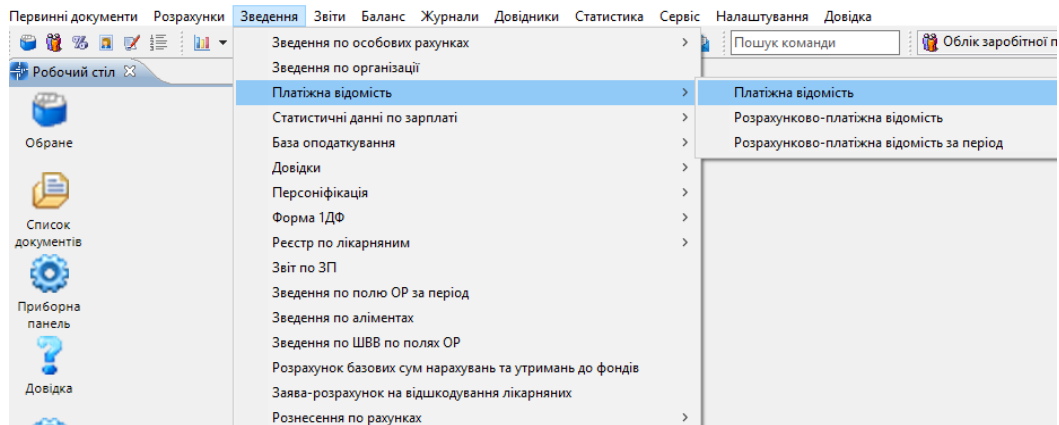 Первинні документи Розрахунки Зведення Звіти Баланс Журнали Довідники Статистика Сервіс Налаштування Довідка
Пошук команди
Облік заробітної п
Робочий стіл
Обране
Список
документів
Приборна
панель
Довідка
Зведення по особових рахунках
Зведення по організації
Платіжна відомість
Статистичні данні по зарплаті
База оподаткування
Довідки
Персоніфікація
Форма 1ДФ
Реєстр по лікарняним
Звіт по ЗП
Зведення по полю ОР за період
Зведення по аліментах
Зведення по ШВВ по полях ОР
Розрахунок базових сум нарахувань та утримань до фондів
Заява-розрахунок на відшкодування лікарняних
Рознесення по рахунках
Платіжна відомість
Розрахунково-платіжна відомість
Розрахунково-платіжна відомість за період